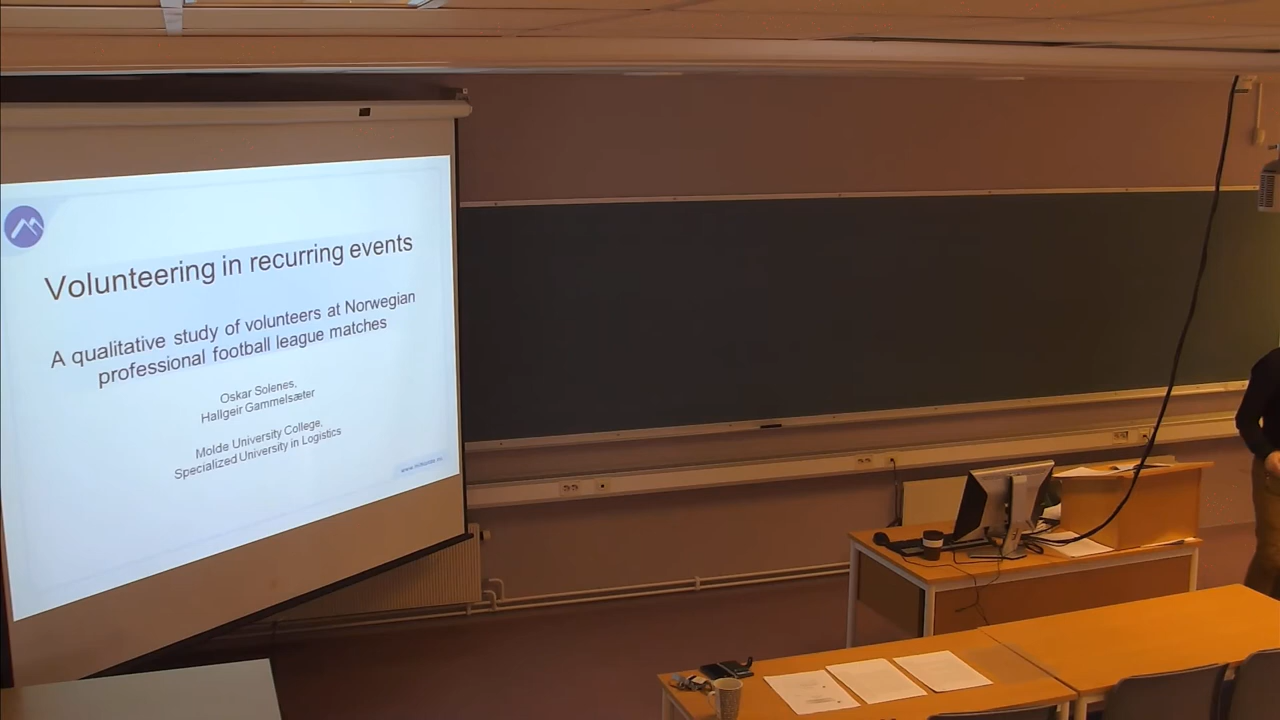 Volunteering in recurring events
A qualitative study of volunteers at Norwegian
professional football league matches
Oskar Solenes,
Hallgeir Gammelsæter
Molde University College,
Specialized University in Logistics